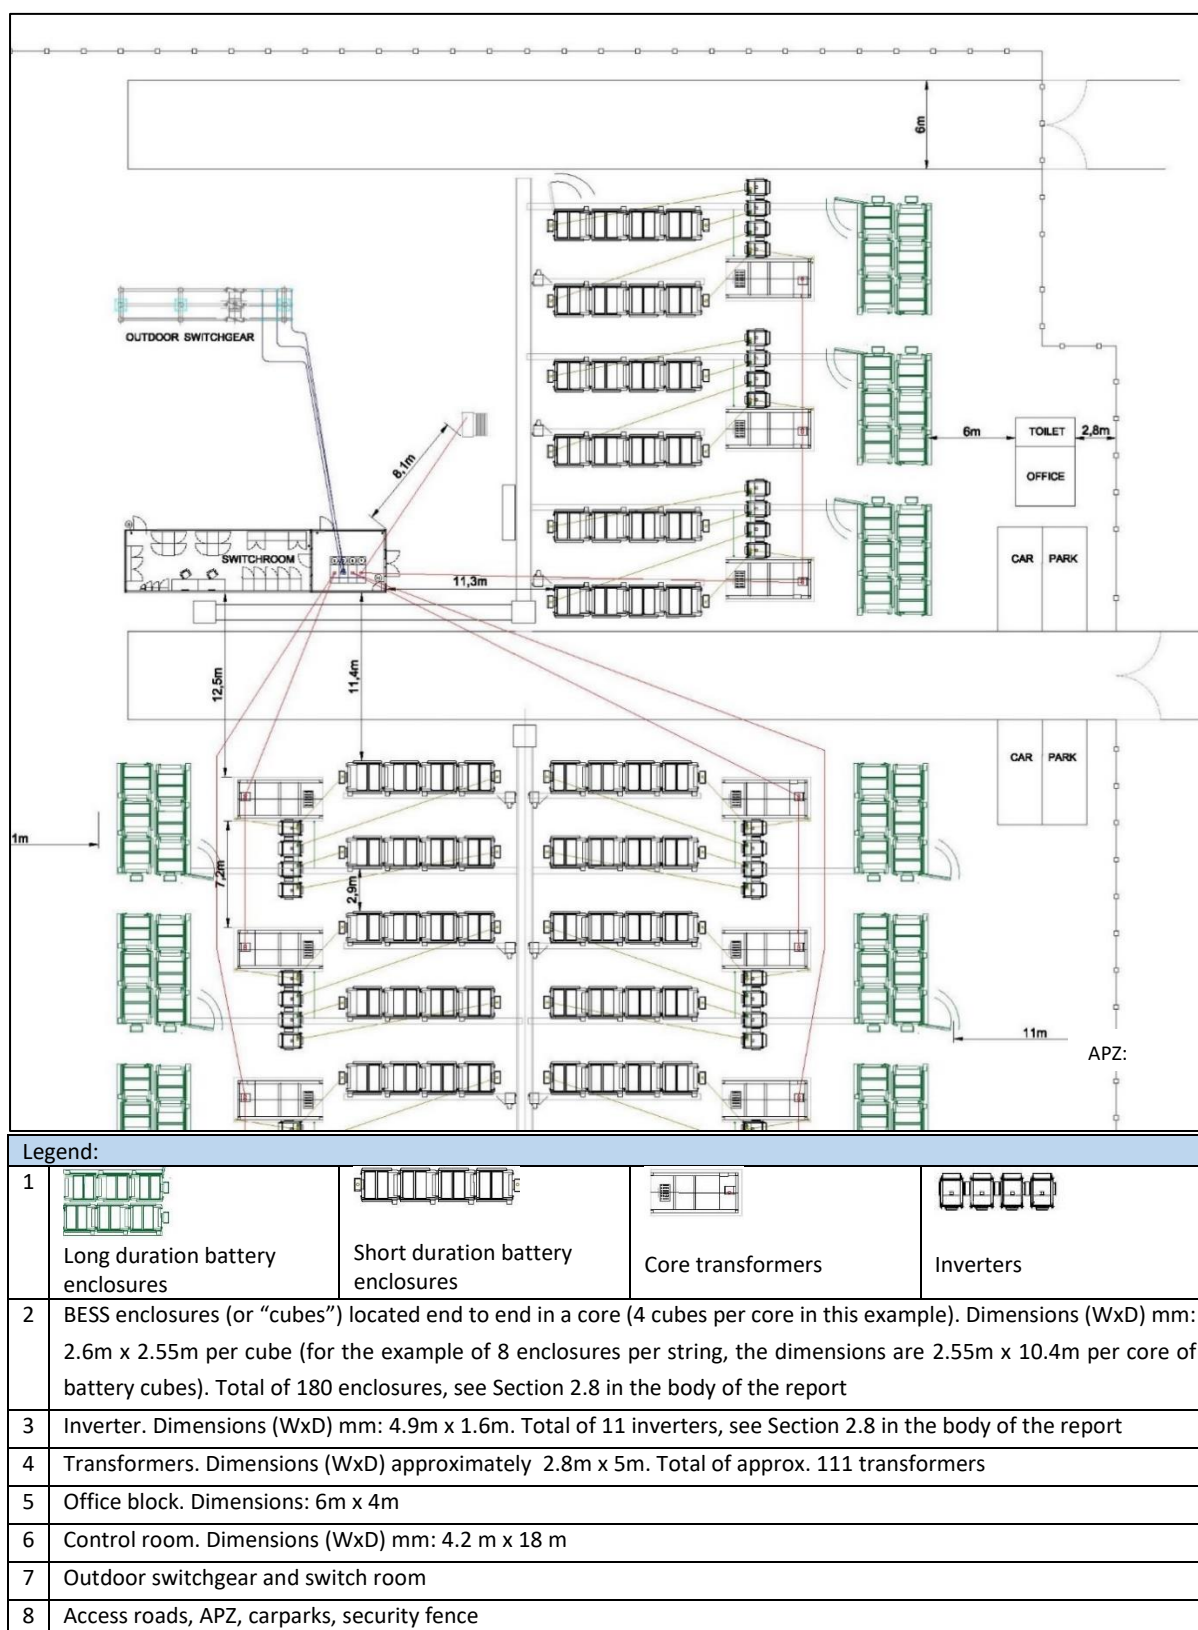 6m
OUTDOOR SWITCHGEAR
8,1m
6m
TOILET
2,8m
OFFICE
SWITCHROOM
CAR PARK
11,3m
12,5m
11,4m
CAR PARK
1m
7,2m
2,9m
11m
APZ:
Legend:
1
Long duration battery
enclosures
Short duration battery
enclosures
Core transformers
Inverters
2 BESS enclosures (or “cubes”) located end to end in a core (4 cubes per core in this example). Dimensions (WxD) mm:
2.6m x 2.55m per cube (for the example of 8 enclosures per string, the dimensions are 2.55m x 10.4m per core of
battery cubes). Total of 180 enclosures, see Section 2.8 in the body of the report
3 Inverter. Dimensions (WxD) mm: 4.9m x 1.6m. Total of 11 inverters, see Section 2.8 in the body of the report
4 Transformers. Dimensions (WxD) approximately 2.8m x 5m. Total of approx. 111 transformers
5 Office block. Dimensions: 6m x 4m
6 Control room. Dimensions (WxD) mm: 4.2 m x 18 m
7 Outdoor switchgear and switch room
8 Access roads, APZ, carparks, security fence